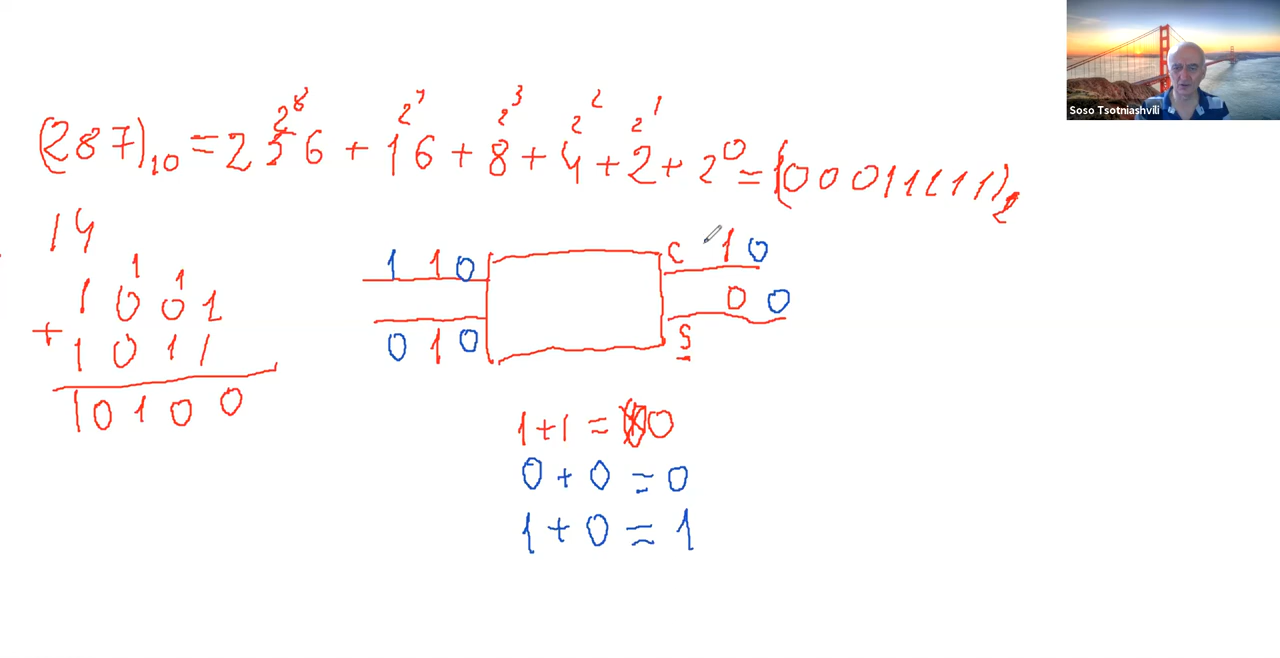 Soso Tsotniashvili
2⁸ 2⁷ 2³ 2² 2¹
(287)₁₀ = 256 + 16 + 8 + 4 + 2 + 2⁰ = (00011111)₂
14
1 1
1 0 0 1
+ 1 0 1 1
1 0 1 0 0
1 1 0
0 1 0
C 1 0
S 0 0
1 + 1 = 0
0 + 0 = 0
1 + 0 = 1